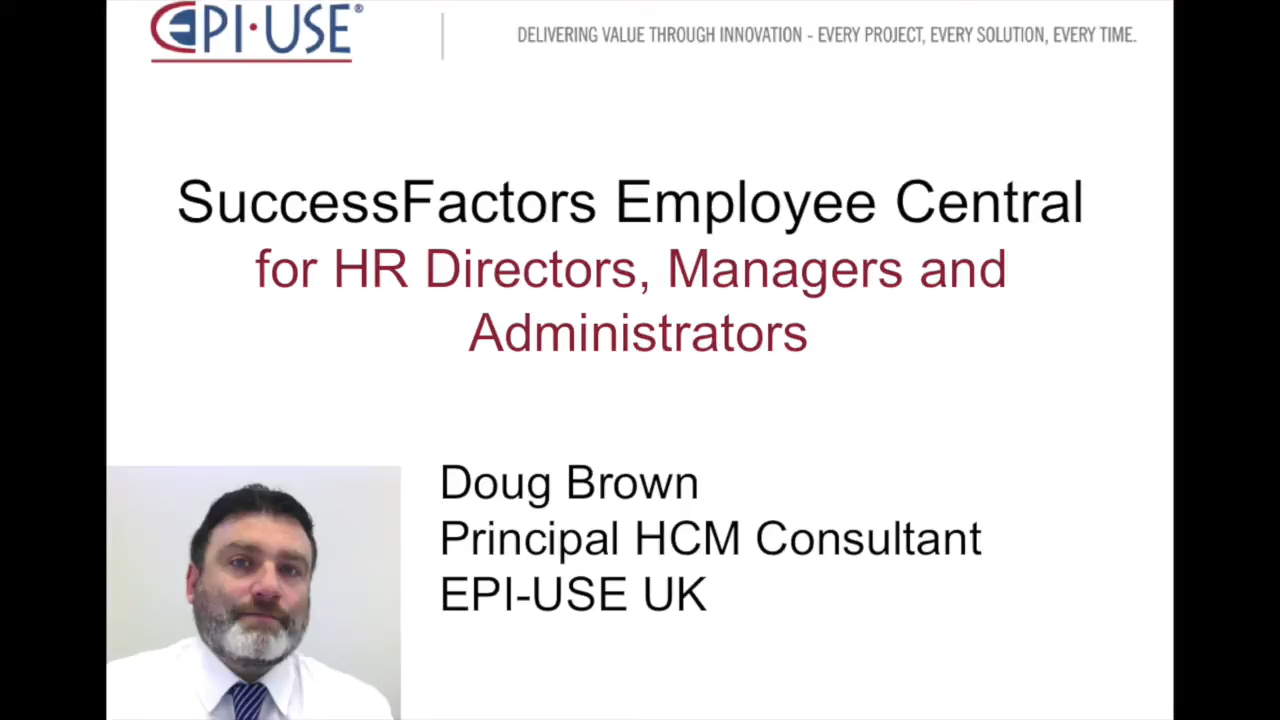 EPI·USE®
DELIVERING VALUE THROUGH INNOVATION - EVERY PROJECT, EVERY SOLUTION, EVERY TIME.
SuccessFactors Employee Central
for HR Directors, Managers and
Administrators
Doug Brown
Principal HCM Consultant
EPI-USE UK